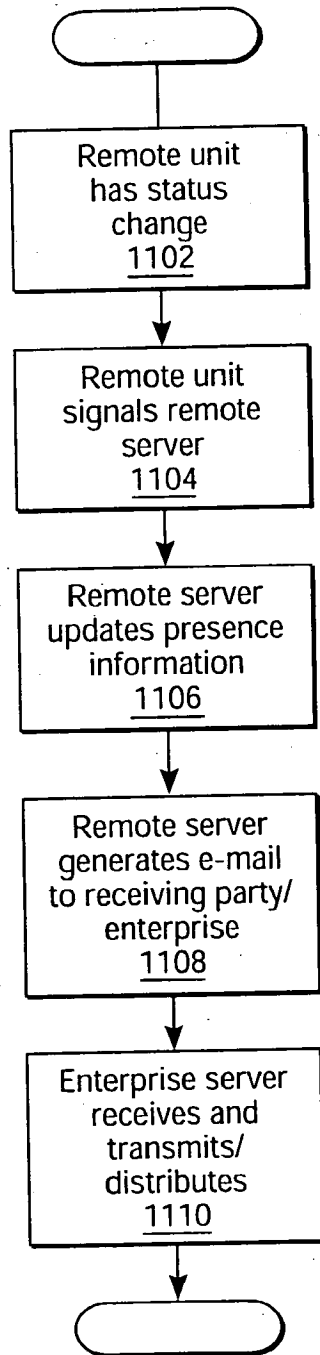 Remote unit
has status
change
1102
Remote unit
signals remote
server
1104
Remote server
updates presence
information
1106
Remote server
generates e-mail
to receiving party/
enterprise
1108
Enterprise server
receives and
transmits/
distributes
1110